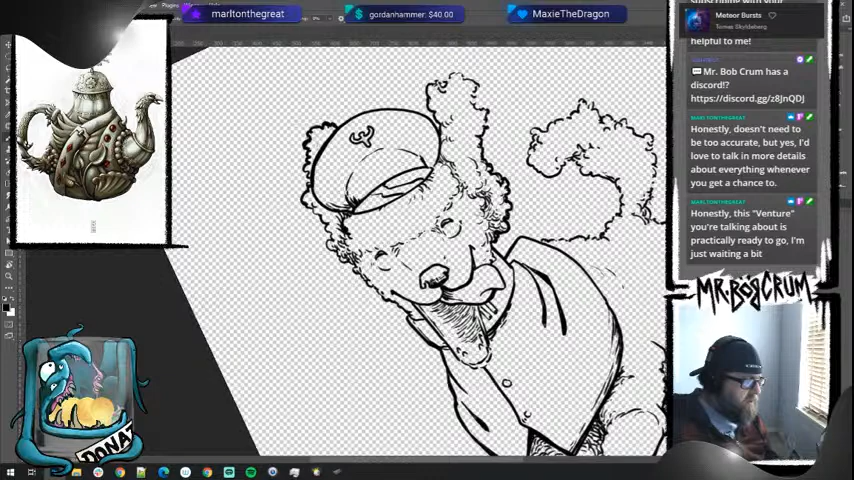 marltonthegreat
gordanhammer: $40.00
MaxieTheDragon
Meteor Bursts
helpful to me!
Mr. Bob Crum has a
discord!?
https://discord.gg/z8JnQDJ
MARLTONTHEGREAT
Honestly, doesn't need to
be too accurate, but yes, I'd
love to talk in more details
about everything whenever
you get a chance to.
MARLTONTHEGREAT
Honestly, this "Venture"
you're talking about is
practically ready to go, I'm
just waiting a bit
MR.BOBCRUM
DONAT